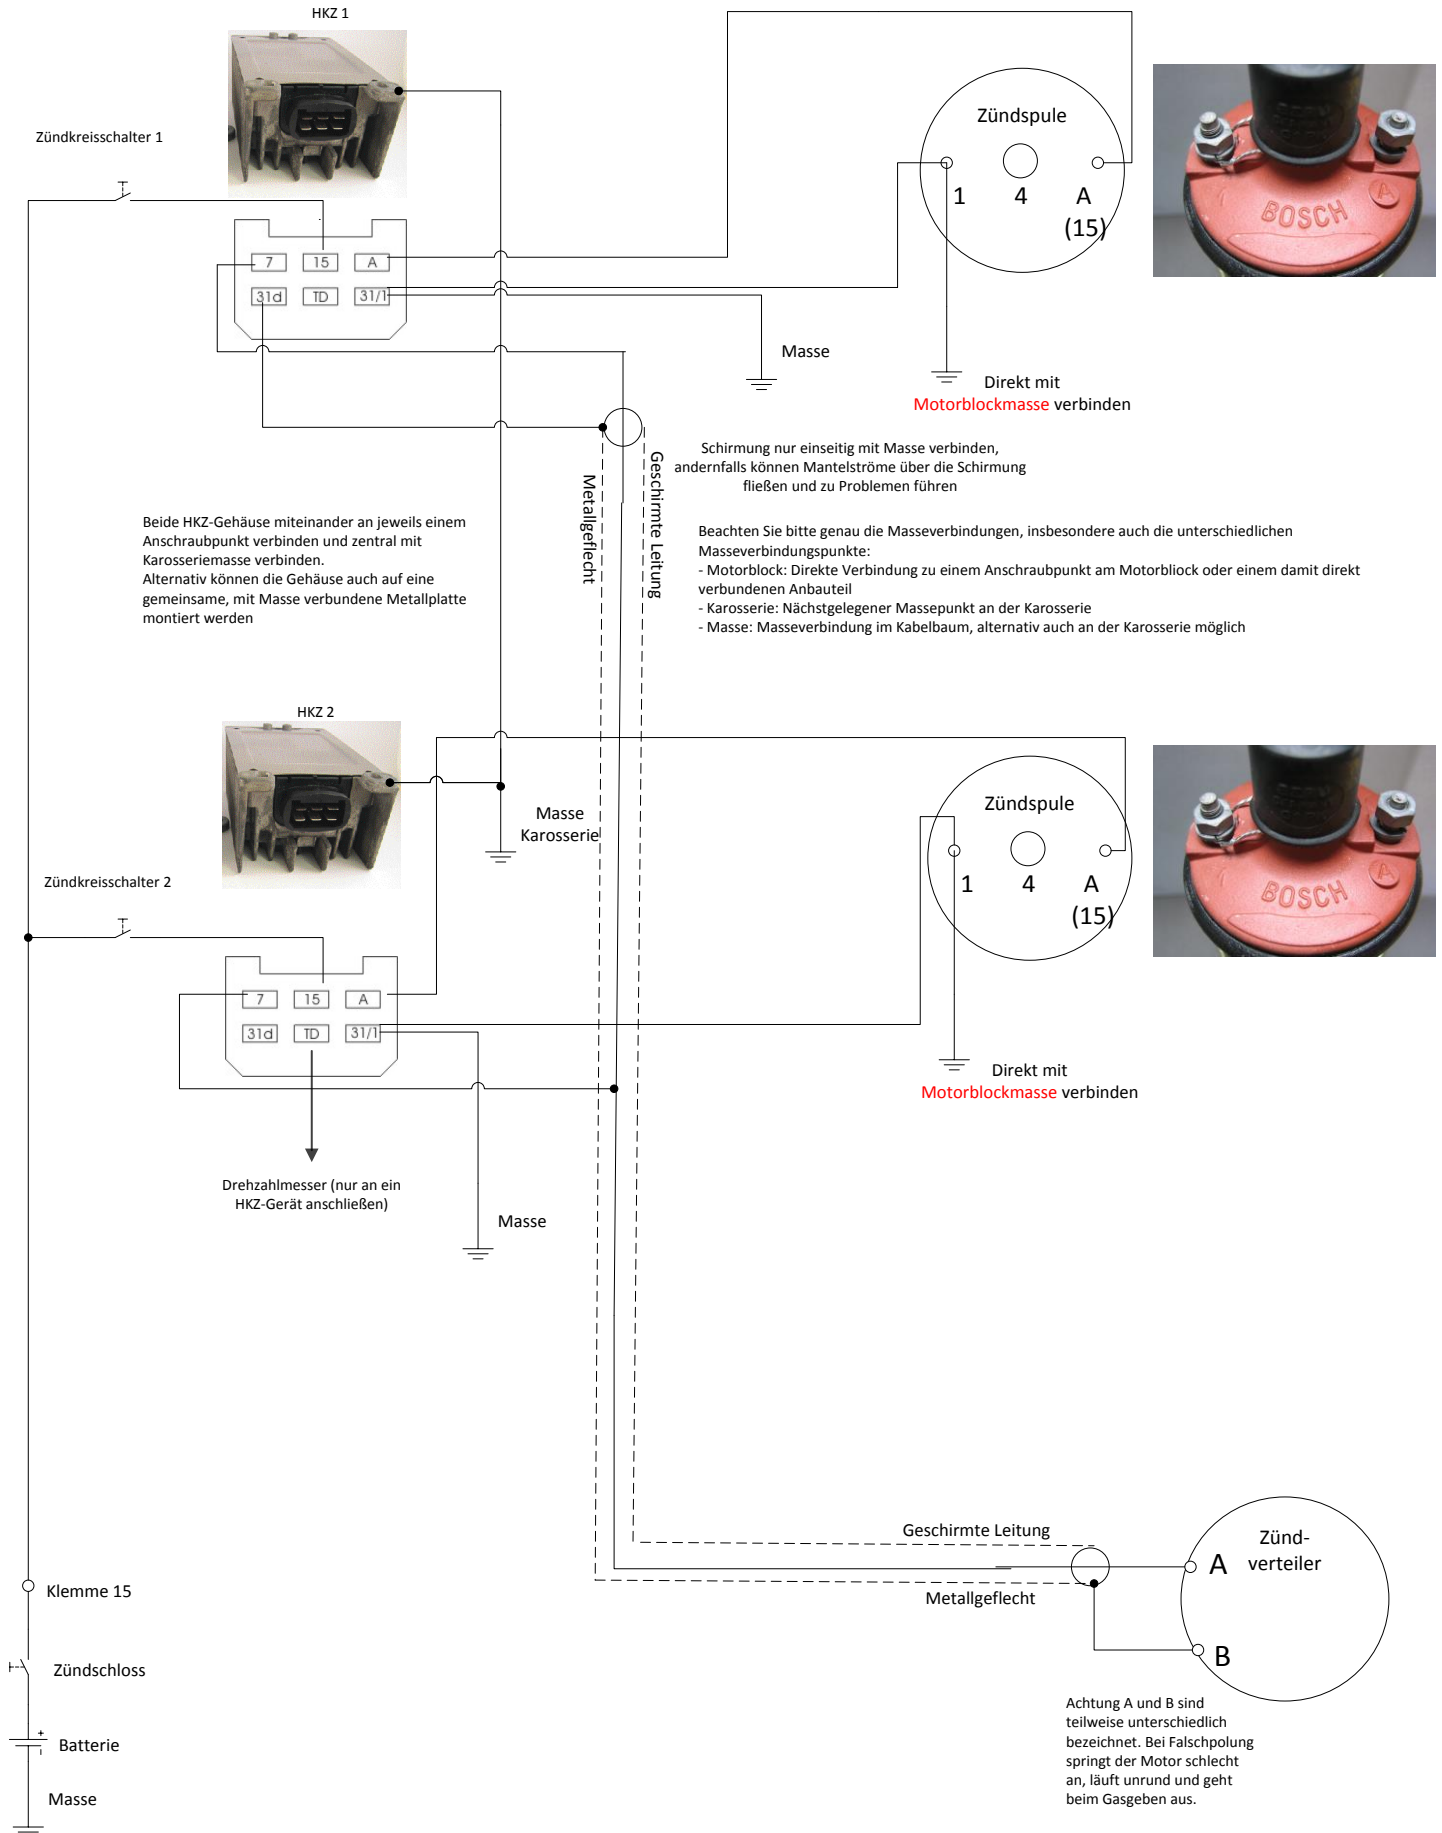 HKZ 1
Zündkreisschalter 1
7
15
A
31d
TD
31/1
Zündspule
1
4
A
(15)
BOSCH
A
Masse
Direkt mit
Motorblockmasse verbinden
Schirmung nur einseitig mit Masse verbinden,
andernfalls können Mantelströme über die Schirmung
fließen und zu Problemen führen
Geschirmte Leitung
Metallgeflecht
Beide HKZ-Gehäuse miteinander an jeweils einem
Anschraubpunkt verbinden und zentral mit
Karosseriemasse verbinden.
Alternativ können die Gehäuse auch auf eine
gemeinsame, mit Masse verbundene Metallplatte
montiert werden
Beachten Sie bitte genau die Masseverbindungen, insbesondere auch die unterschiedlichen
Masseverbindungspunkte:
- Motorblock: Direkte Verbindung zu einem Anschraubpunkt am Motorbliock oder einem damit direkt
verbundenen Anbauteil
- Karosserie: Nächstgelegener Massepunkt an der Karosserie
- Masse: Masseverbindung im Kabelbaum, alternativ auch an der Karosserie möglich
HKZ 2
Masse
Karosserie
Zündspule
1
4
A
(15)
BOSCH
A
Zündkreisschalter 2
7
15
A
31d
TD
31/1
Direkt mit
Motorblockmasse verbinden
Drehzahlmesser (nur an ein
HKZ-Gerät anschließen)
Masse
Geschirmte Leitung
Metallgeflecht
Zünd-
verteiler
A
B
Achtung A und B sind
teilweise unterschiedlich
bezeichnet. Bei Falschpolung
springt der Motor schlecht
an, läuft unrund und geht
beim Gasgeben aus.
Klemme 15
Zündschloss
+
Batterie
Masse